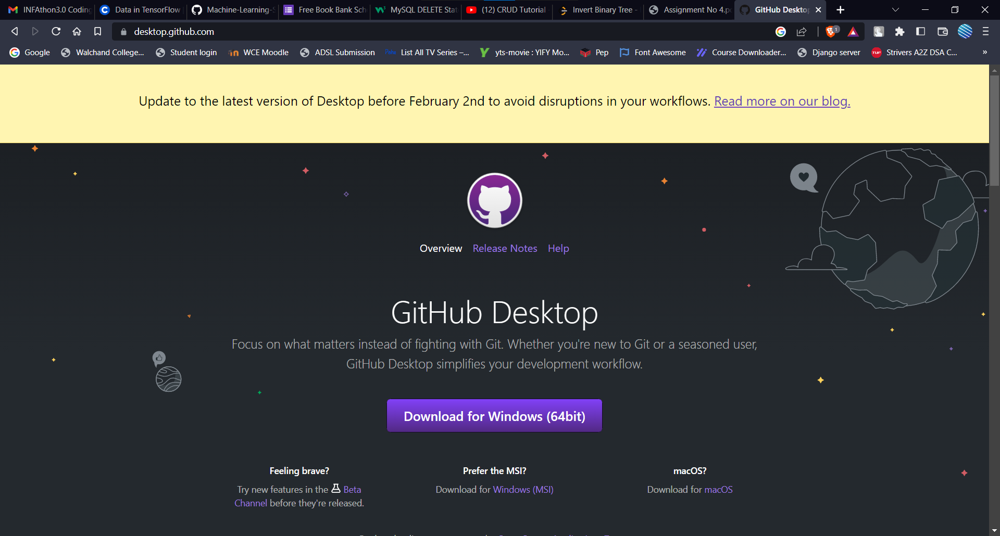 INFAthon3.0 Coding
Data in TensorFlow
Machine-Learning-S
Free Book Bank Sch
MySQL DELETE Stat
(12) CRUD Tutorial
Invert Binary Tree -
Assignment No 4.pd
GitHub Desktop
desktop.github.com
1
Google
Walchand College...
Student login
WCE Moodle
ADSL Submission
List All TV Series –...
yts-movie : YIFY Mo...
Pep
Font Awesome
Course Downloader...
Django server
TUF
Strivers A2Z DSA C...
»
Update to the latest version of Desktop before February 2nd to avoid disruptions in your workflows. Read more on our blog.
Overview Release Notes Help
GitHub Desktop
Focus on what matters instead of fighting with Git. Whether you're new to Git or a seasoned user,
GitHub Desktop simplifies your development workflow.
Download for Windows (64bit)
Feeling brave?
Try new features in the Beta
Channel before they're released.
Prefer the MSI?
Download for Windows (MSI)
macOS?
Download for macOS